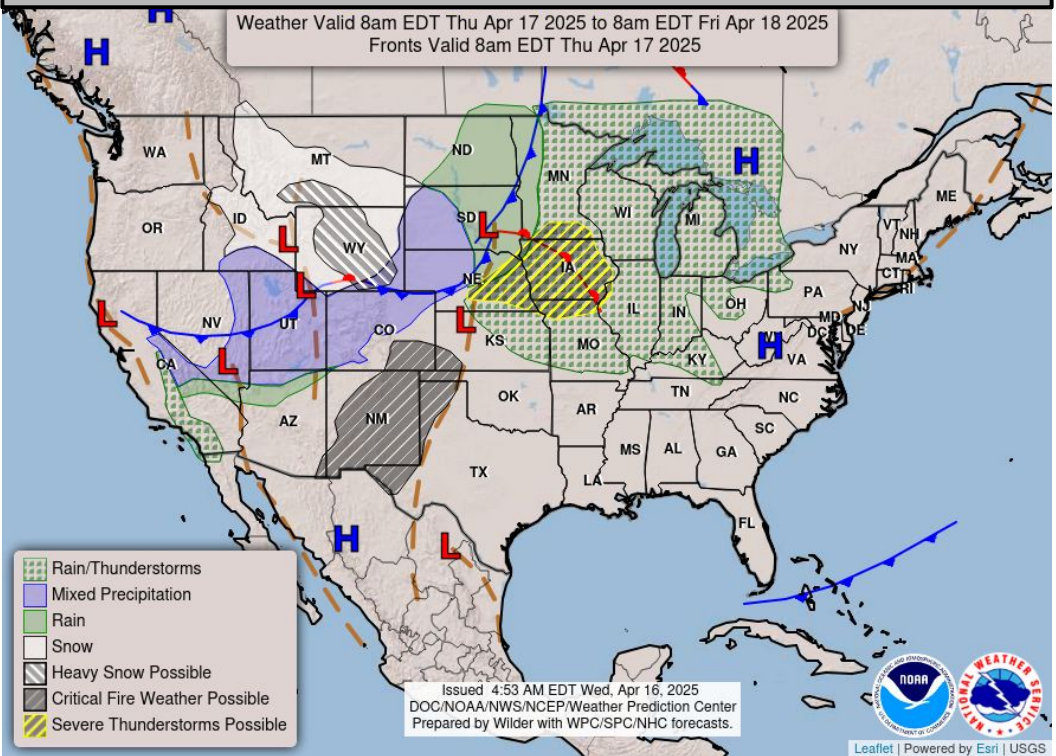 Weather Valid 8am EDT Thu Apr 17 2025 to 8am EDT Fri Apr 18 2025
Fronts Valid 8am EDT Thu Apr 17 2025
H
H
WA
MT
ND
MN
H
ME
OR
ID
WY
SD
L
WI
MI
VT
NH
NY
MA
CT
RI
L
L
NE
IA
PA
NJ
L
NV
UT
CO
L
KS
MO
IL
IN
OH
MD
DE
DC
H
VA
CA
L
KY
AZ
NM
OK
AR
TN
NC
SC
TX
MS
AL
GA
LA
FL
H
L
Rain/Thunderstorms
Mixed Precipitation
Rain
Snow
Heavy Snow Possible
Critical Fire Weather Possible
Severe Thunderstorms Possible
Issued 4:53 AM EDT Wed, Apr 16, 2025
DOC/NOAA/NWS/NCEP/Weather Prediction Center
Prepared by Wilder with WPC/SPC/NHC forecasts.
NOAA
NATIONAL WEATHER SERVICE
Leaflet | Powered by Esri | USGS